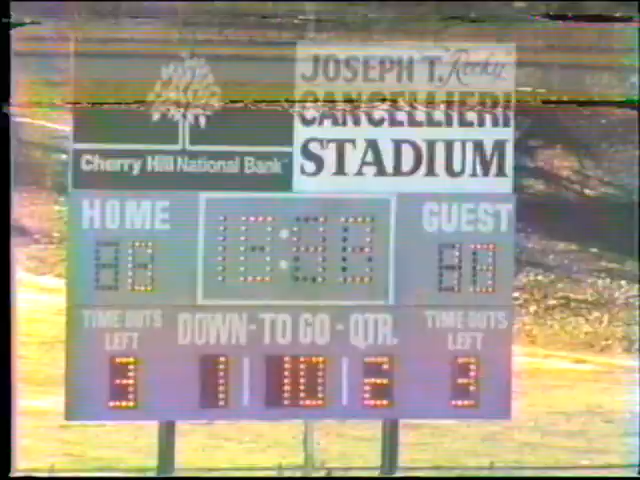 JOSEPH T. Rocky
CANCELLIERI
STADIUM
Cherry Hill National Bank
HOME
GUEST
TIME OUTS
LEFT
DOWN - TO GO - QTR.
TIME OUTS
LEFT
3 1 10 2 3